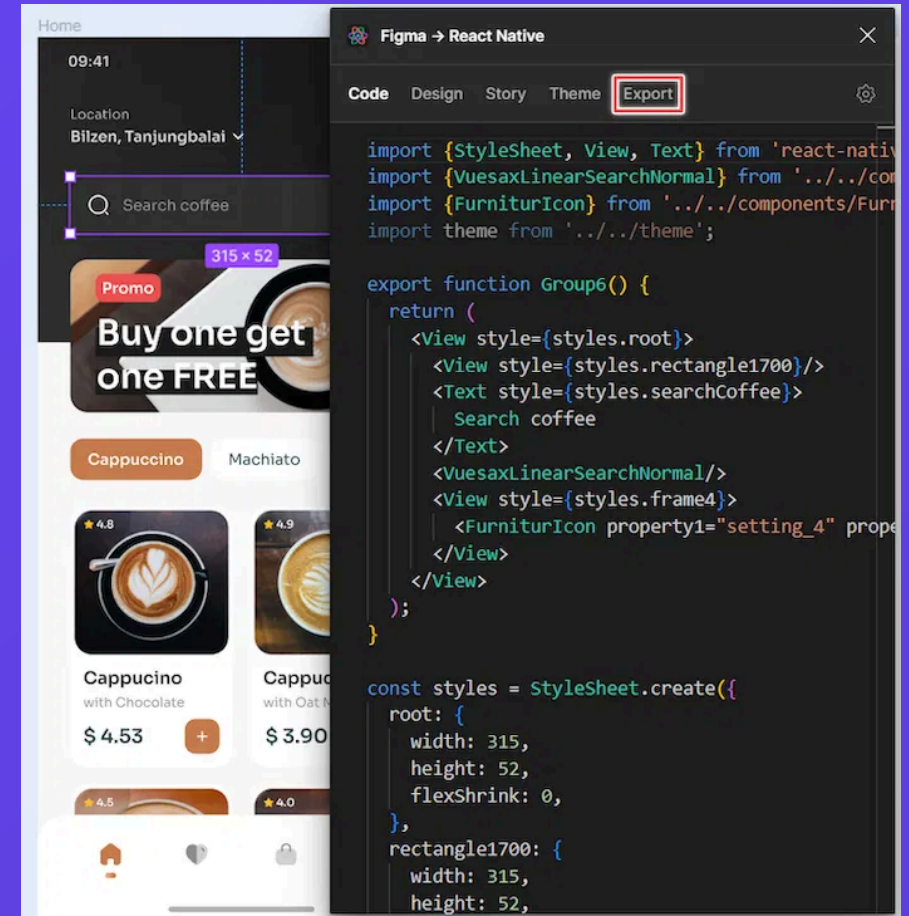 Home
09:41
Location
Bilzen, Tanjungbalai
Search coffee
315 × 52
Promo
Buy one get
one FREE
Cappuccino
Machiato
4.8
4.9
Cappucino
with Chocolate
$ 4.53
+
with Oat
$ 3.90
4.5
4.0
Figma → React Native
Code Design Story Theme Export
import {StyleSheet, View, Text} from 'react-nativ
import {VuesaxLinearSearchNormal} from '../../com
import {FurniturIcon} from '../../components/Furn
import theme from '../../theme';
export function Group6() {
return (
<View style={styles.root}>
<View style={styles.rectangle1700}/>
<Text style={styles.searchCoffee}>
Search coffee
</Text>
<VuesaxLinearSearchNormal/>
<View style={styles.frame4}>
<FurniturIcon property1="setting_4" prope
</View>
</View>
);
}
const styles = StyleSheet.create({
root: {
width: 315,
height: 52,
flexShrink: 0,
},
rectangle1700: {
width: 315,
height: 52,